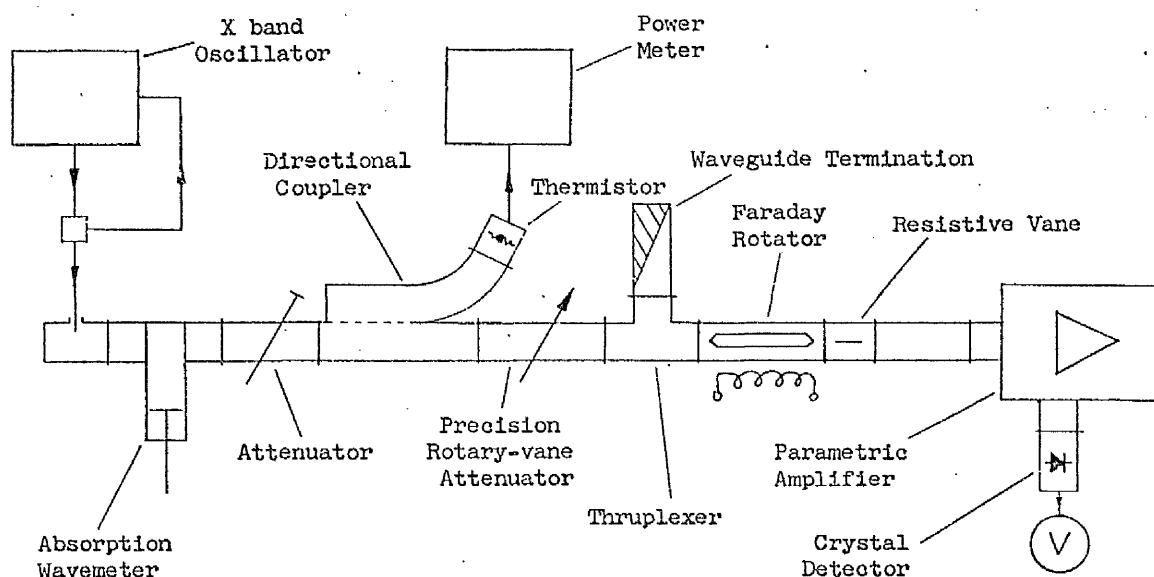 X band
Oscillator
Power
Meter
Directional
Coupler
Thermistor
Waveguide Termination
Faraday
Rotator
Resistive Vane
Attenuator
Precision
Rotary-vane
Attenuator
Thruplexer
Parametric
Amplifier
Absorption
Wavemeter
Crystal
Detector
V